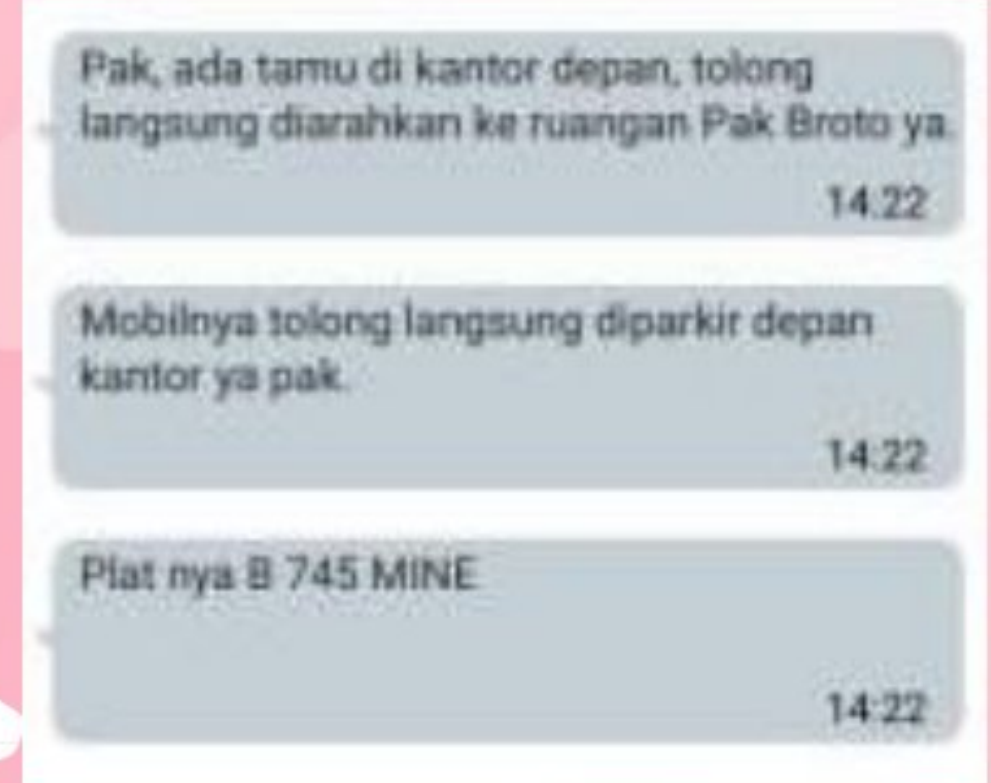 Pak, ada tamu di kantor depan, tolong
langsung diarahkan ke ruangan Pak Broto ya.
14.22
Mobilnya tolong langsung diparkir depan
kantor ya pak.
14:22
Plat nya B 745 MINE
14:22